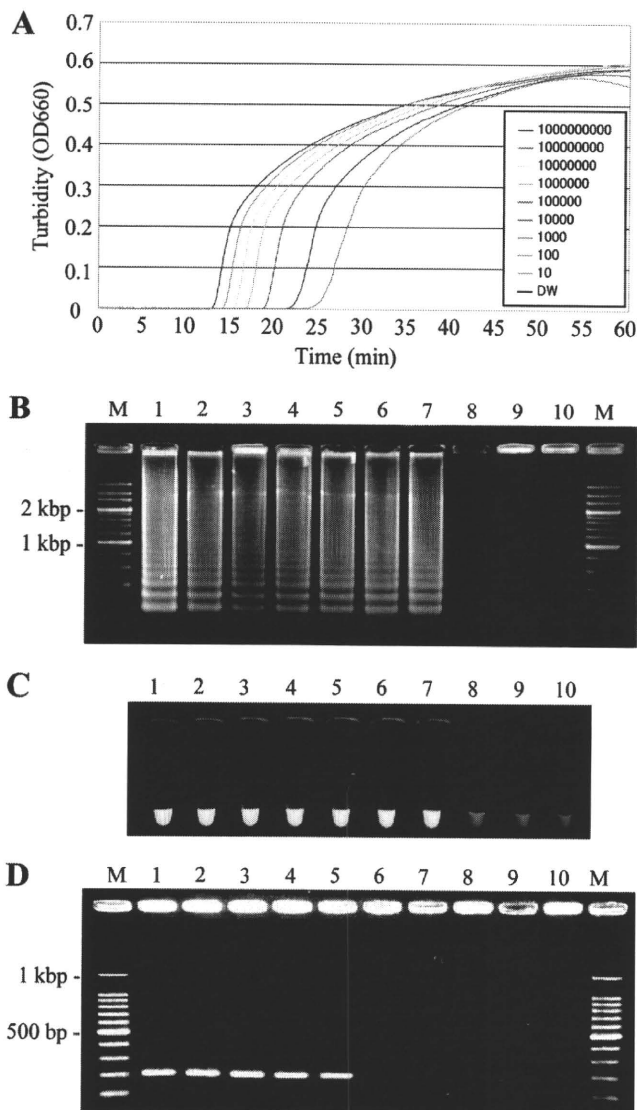 A
Turbidity (OD660)
0.7
0.6
0.5
0.4
0.3
0.2
0.1
0
0 5 10 15 20 25 30 35 40 45 50 55 60
Time (min)
1000000000
100000000
10000000
1000000
100000
10000
1000
100
10
DW
B
M 1 2 3 4 5 6 7 8 9 10 M
2 kbp -
1 kbp -
C
1 2 3 4 5 6 7 8 9 10
D
M 1 2 3 4 5 6 7 8 9 10 M
1 kbp -
500 bp -